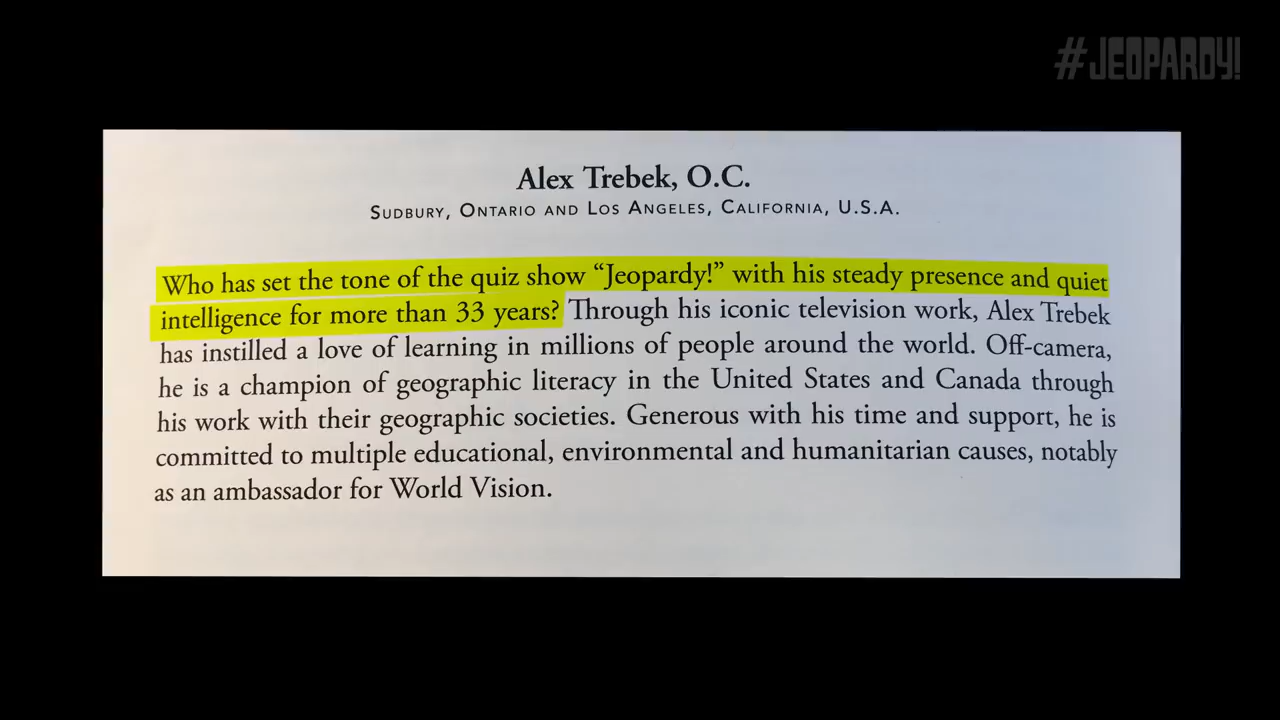 #JEOPARDY!
Alex Trebek, O.C.
SUDBURY, ONTARIO AND LOS ANGELES, CALIFORNIA, U.S.A.
Who has set the tone of the quiz show “Jeopardy!” with his steady presence and quiet
intelligence for more than 33 years? Through his iconic television work, Alex Trebek
has instilled a love of learning in millions of people around the world. Off-camera,
he is a champion of geographic literacy in the United States and Canada through
his work with their geographic societies. Generous with his time and support, he is
committed to multiple educational, environmental and humanitarian causes, notably
as an ambassador for World Vision.